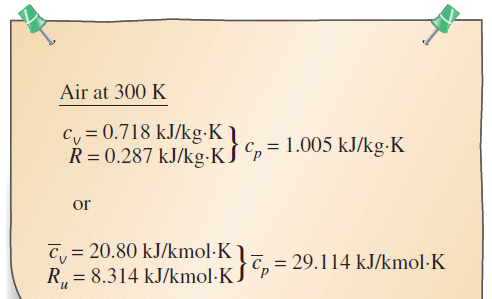 Air at 300 K
c_v = 0.718 kJ/kg·K
R = 0.287 kJ/kg·K } c_p = 1.005 kJ/kg·K
or
c̅_v = 20.80 kJ/kmol·K
R_u = 8.314 kJ/kmol·K } c̅_p = 29.114 kJ/kmol·K